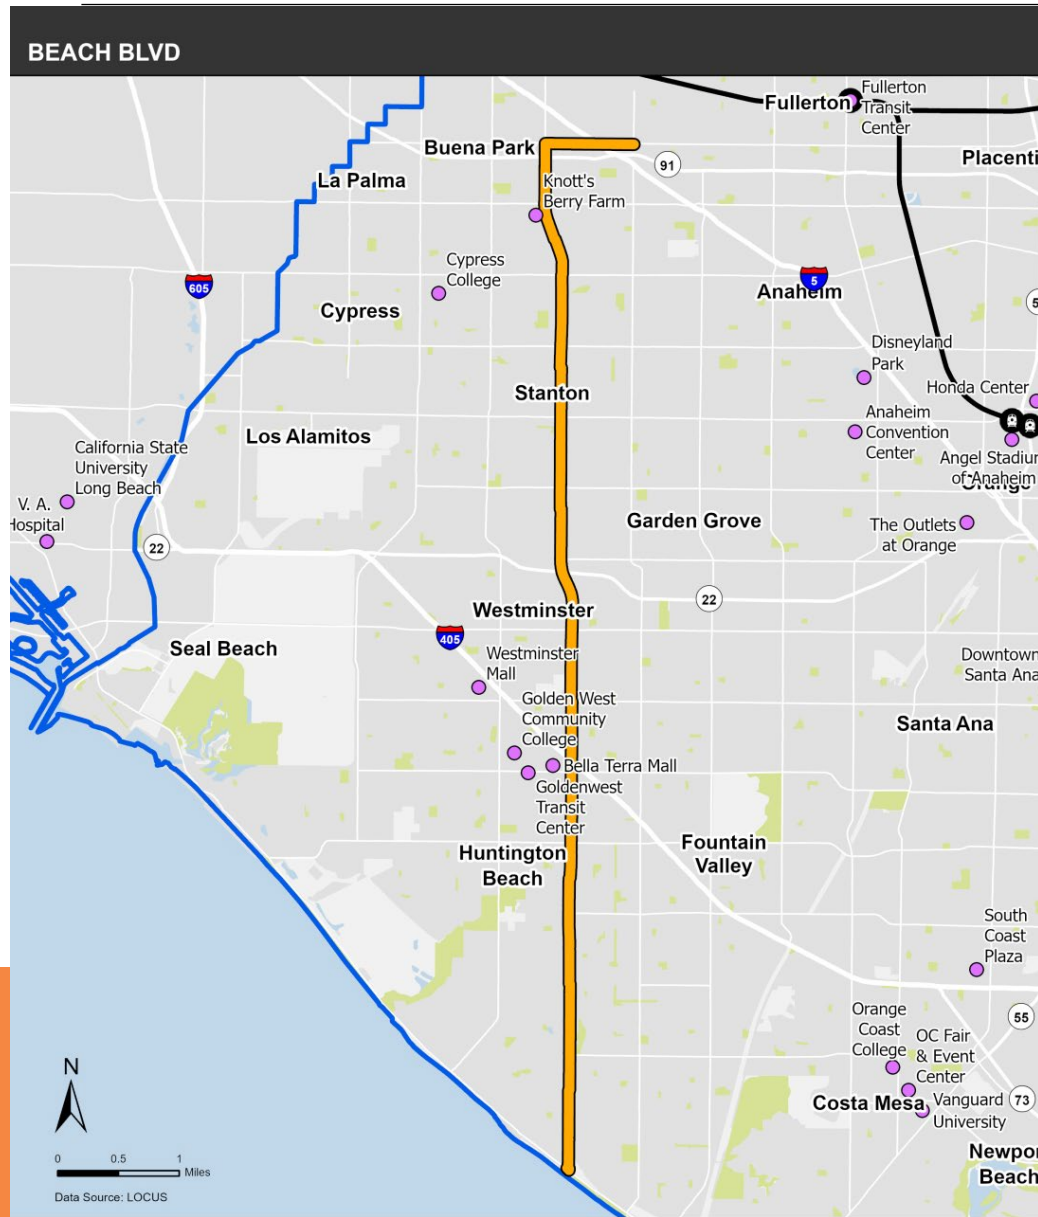 BEACH BLVD
Fullerton
Fullerton
Transit
Center
Buena Park
91
Placenti
La Palma
Knott's
Berry Farm
Cypress
College
605
5
Anaheim
5
Cypress
Disneyland
Park
Stanton
Honda Center
Los Alamitos
Anaheim
Convention
Center
California State
University
Long Beach
Angel Stadium
of Anaheim
Orange
V. A.
Hospital
Garden Grove
The Outlets
at Orange
22
22
Westminster
405
Seal Beach
Westminster
Mall
Downtown
Santa Ana
Golden West
Community
College
Santa Ana
Bella Terra Mall
Goldenwest
Transit
Center
Huntington
Beach
Fountain
Valley
South
Coast
Plaza
55
Orange
Coast
College
OC Fair
& Event
Center
Costa Mesa
Vanguard
University
73
Newpor
Beach
N
0 0.5 1
Miles
Data Source: LOCUS